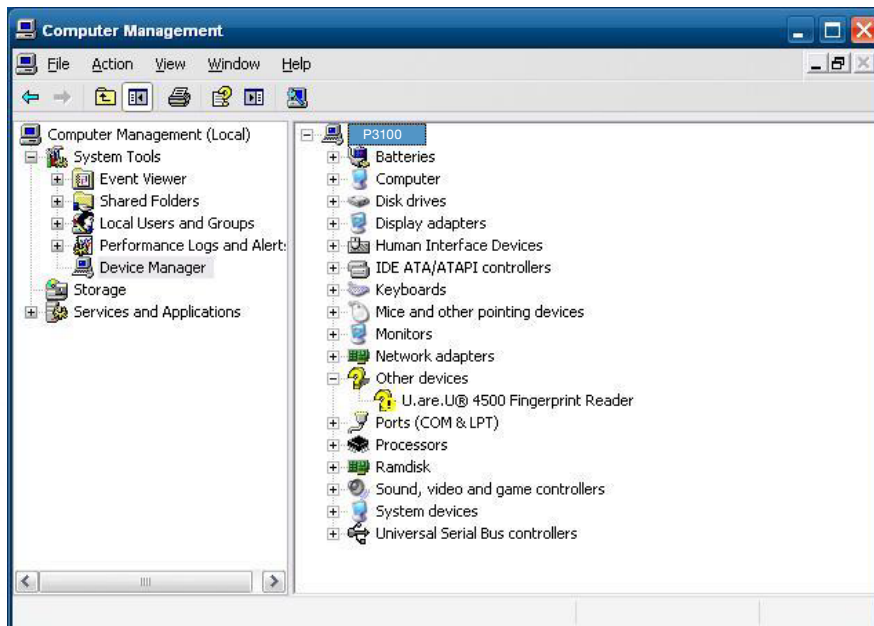 Computer Management
File Action View Window Help
Computer Management (Local)
System Tools
Event Viewer
Shared Folders
Local Users and Groups
Performance Logs and Alert:
Device Manager
Storage
Services and Applications
P3100
Batteries
Computer
Disk drives
Display adapters
Human Interface Devices
IDE ATA/ATAPI controllers
Keyboards
Mice and other pointing devices
Monitors
Network adapters
Other devices
U.are.U® 4500 Fingerprint Reader
Ports (COM & LPT)
Processors
Ramdisk
Sound, video and game controllers
System devices
Universal Serial Bus controllers